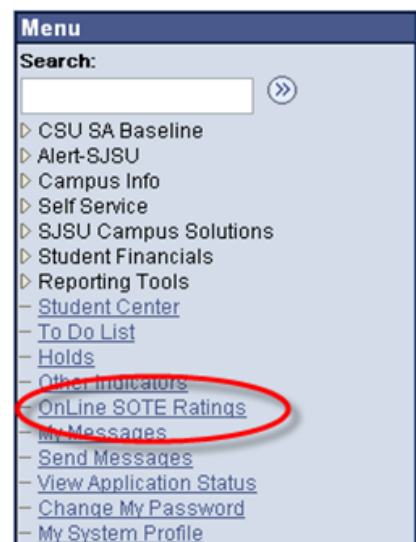 Menu
Search:
CSU SA Baseline
Alert-SJSU
Campus Info
Self Service
SJSU Campus Solutions
Student Financials
Reporting Tools
Student Center
To Do List
Holds
Other Indicators
OnLine SOTE Ratings
My Messages
Send Messages
View Application Status
Change My Password
My System Profile